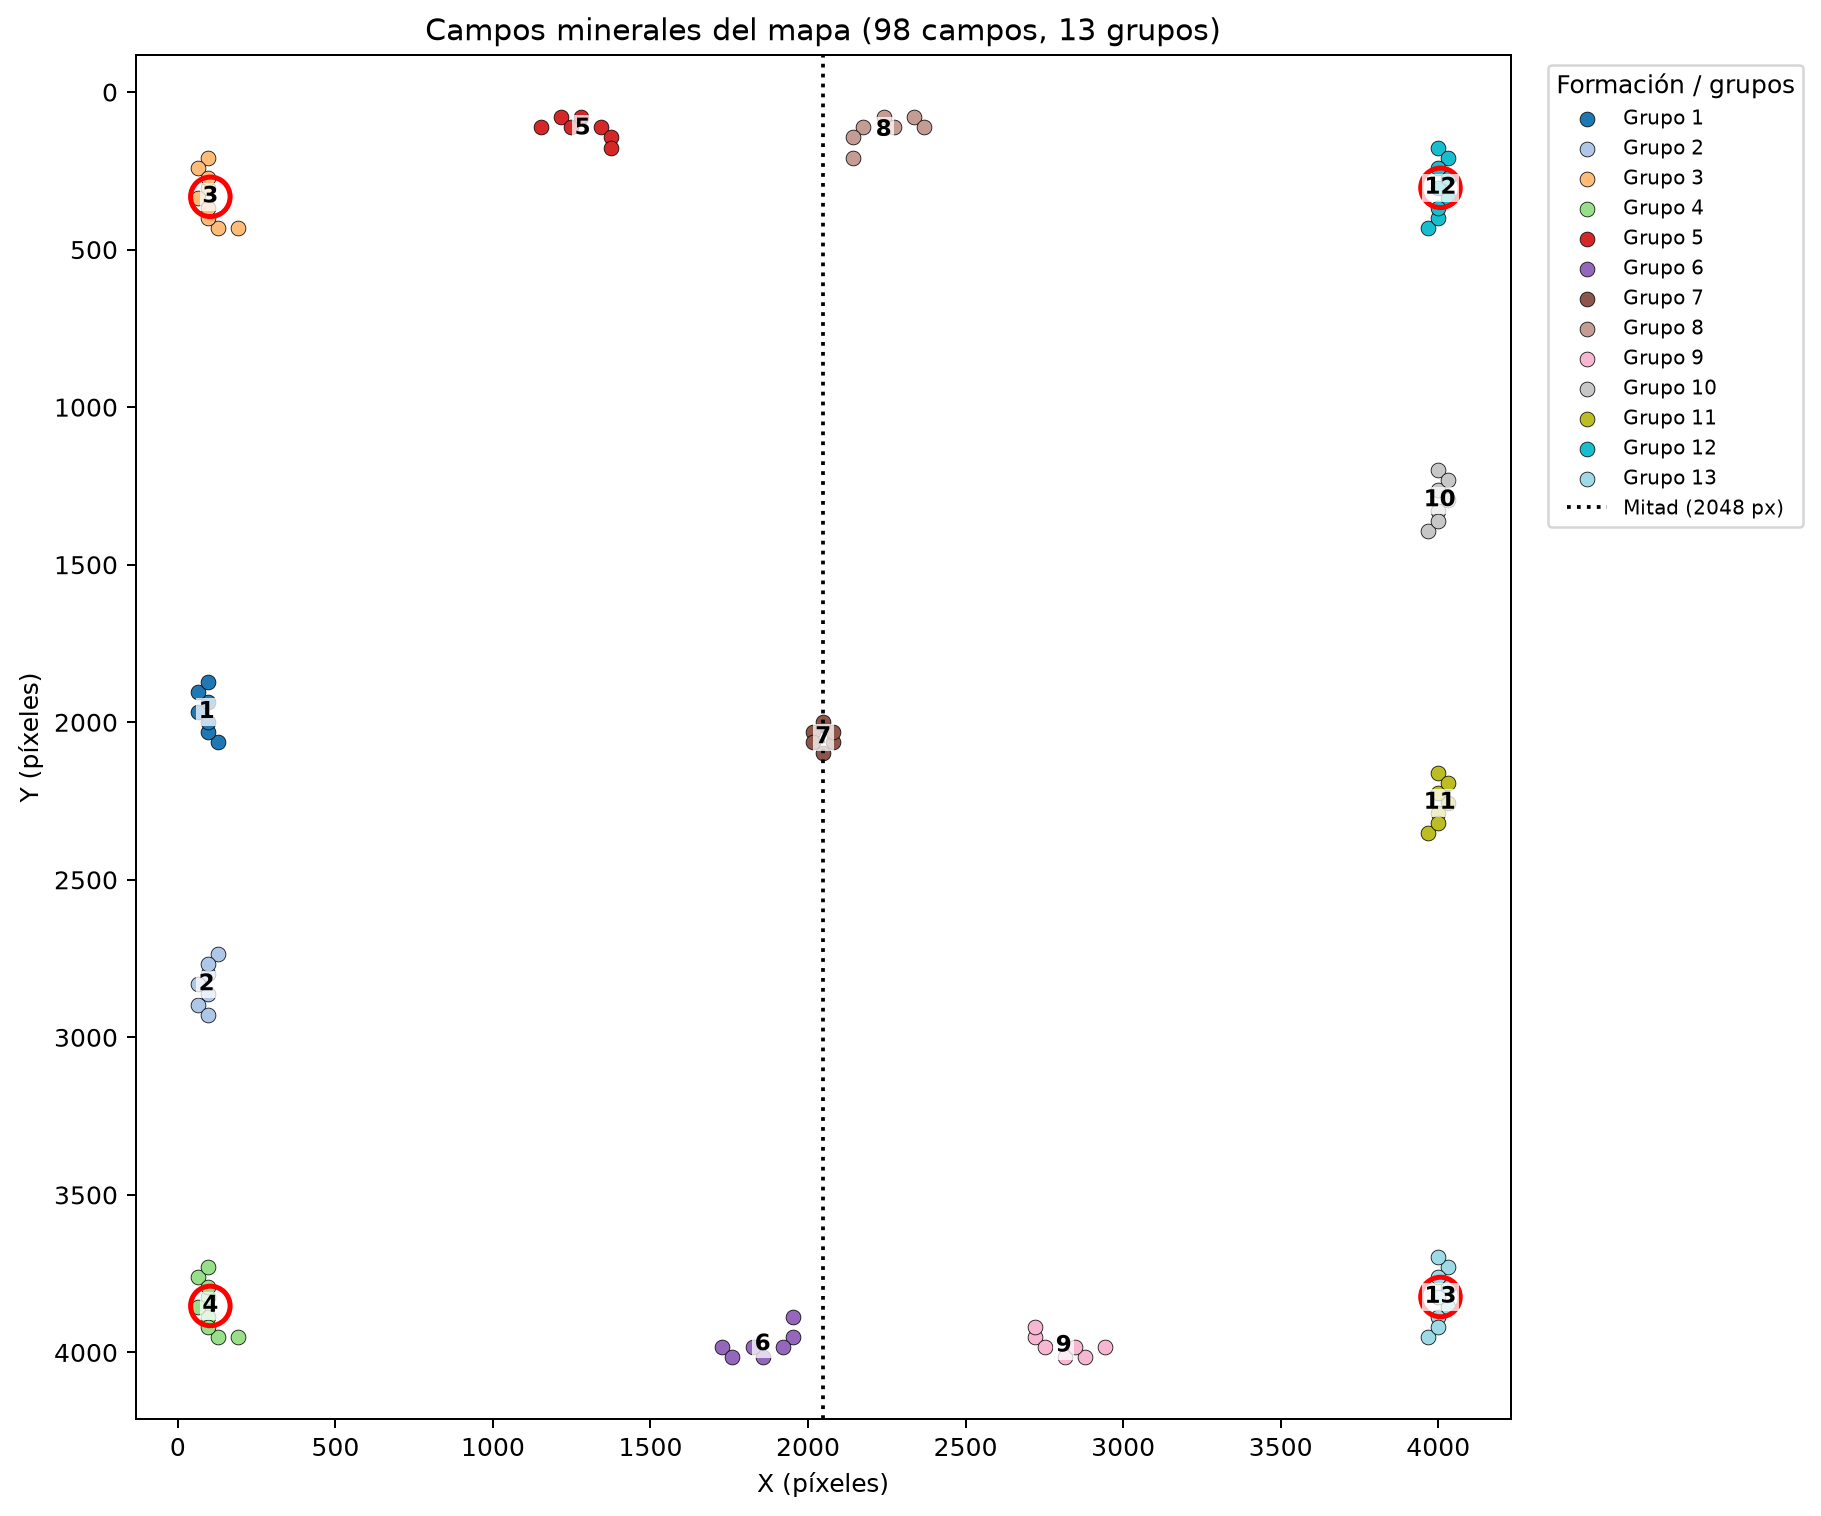 Campos minerales del mapa (98 campos, 13 grupos)
Formación / grupos
Grupo 1
Grupo 2
Grupo 3
Grupo 4
Grupo 5
Grupo 6
Grupo 7
Grupo 8
Grupo 9
Grupo 10
Grupo 11
Grupo 12
Grupo 13
Mitad (2048 px)
Y (píxeles)
0
500
1000
1500
2000
2500
3000
3500
4000
5
8
3
12
10
1
7
11
2
4
13
6
9
0
500
1000
1500
2000
2500
3000
3500
4000
X (píxeles)